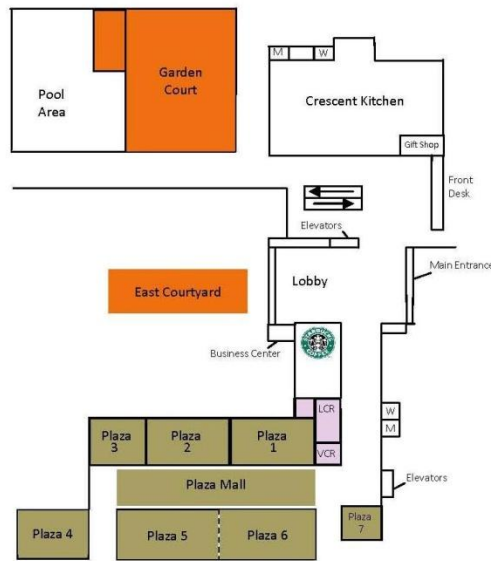 Pool
Area
Garden
Court
M
W
Crescent Kitchen
Gift Shop
Front
Desk
Elevators
Lobby
Main Entrance
East Courtyard
Business Center
LCR
VCR
W
M
Plaza
3
Plaza
2
Plaza
1
Plaza Mall
Elevators
Plaza 4
Plaza 5
Plaza 6
Plaza
7